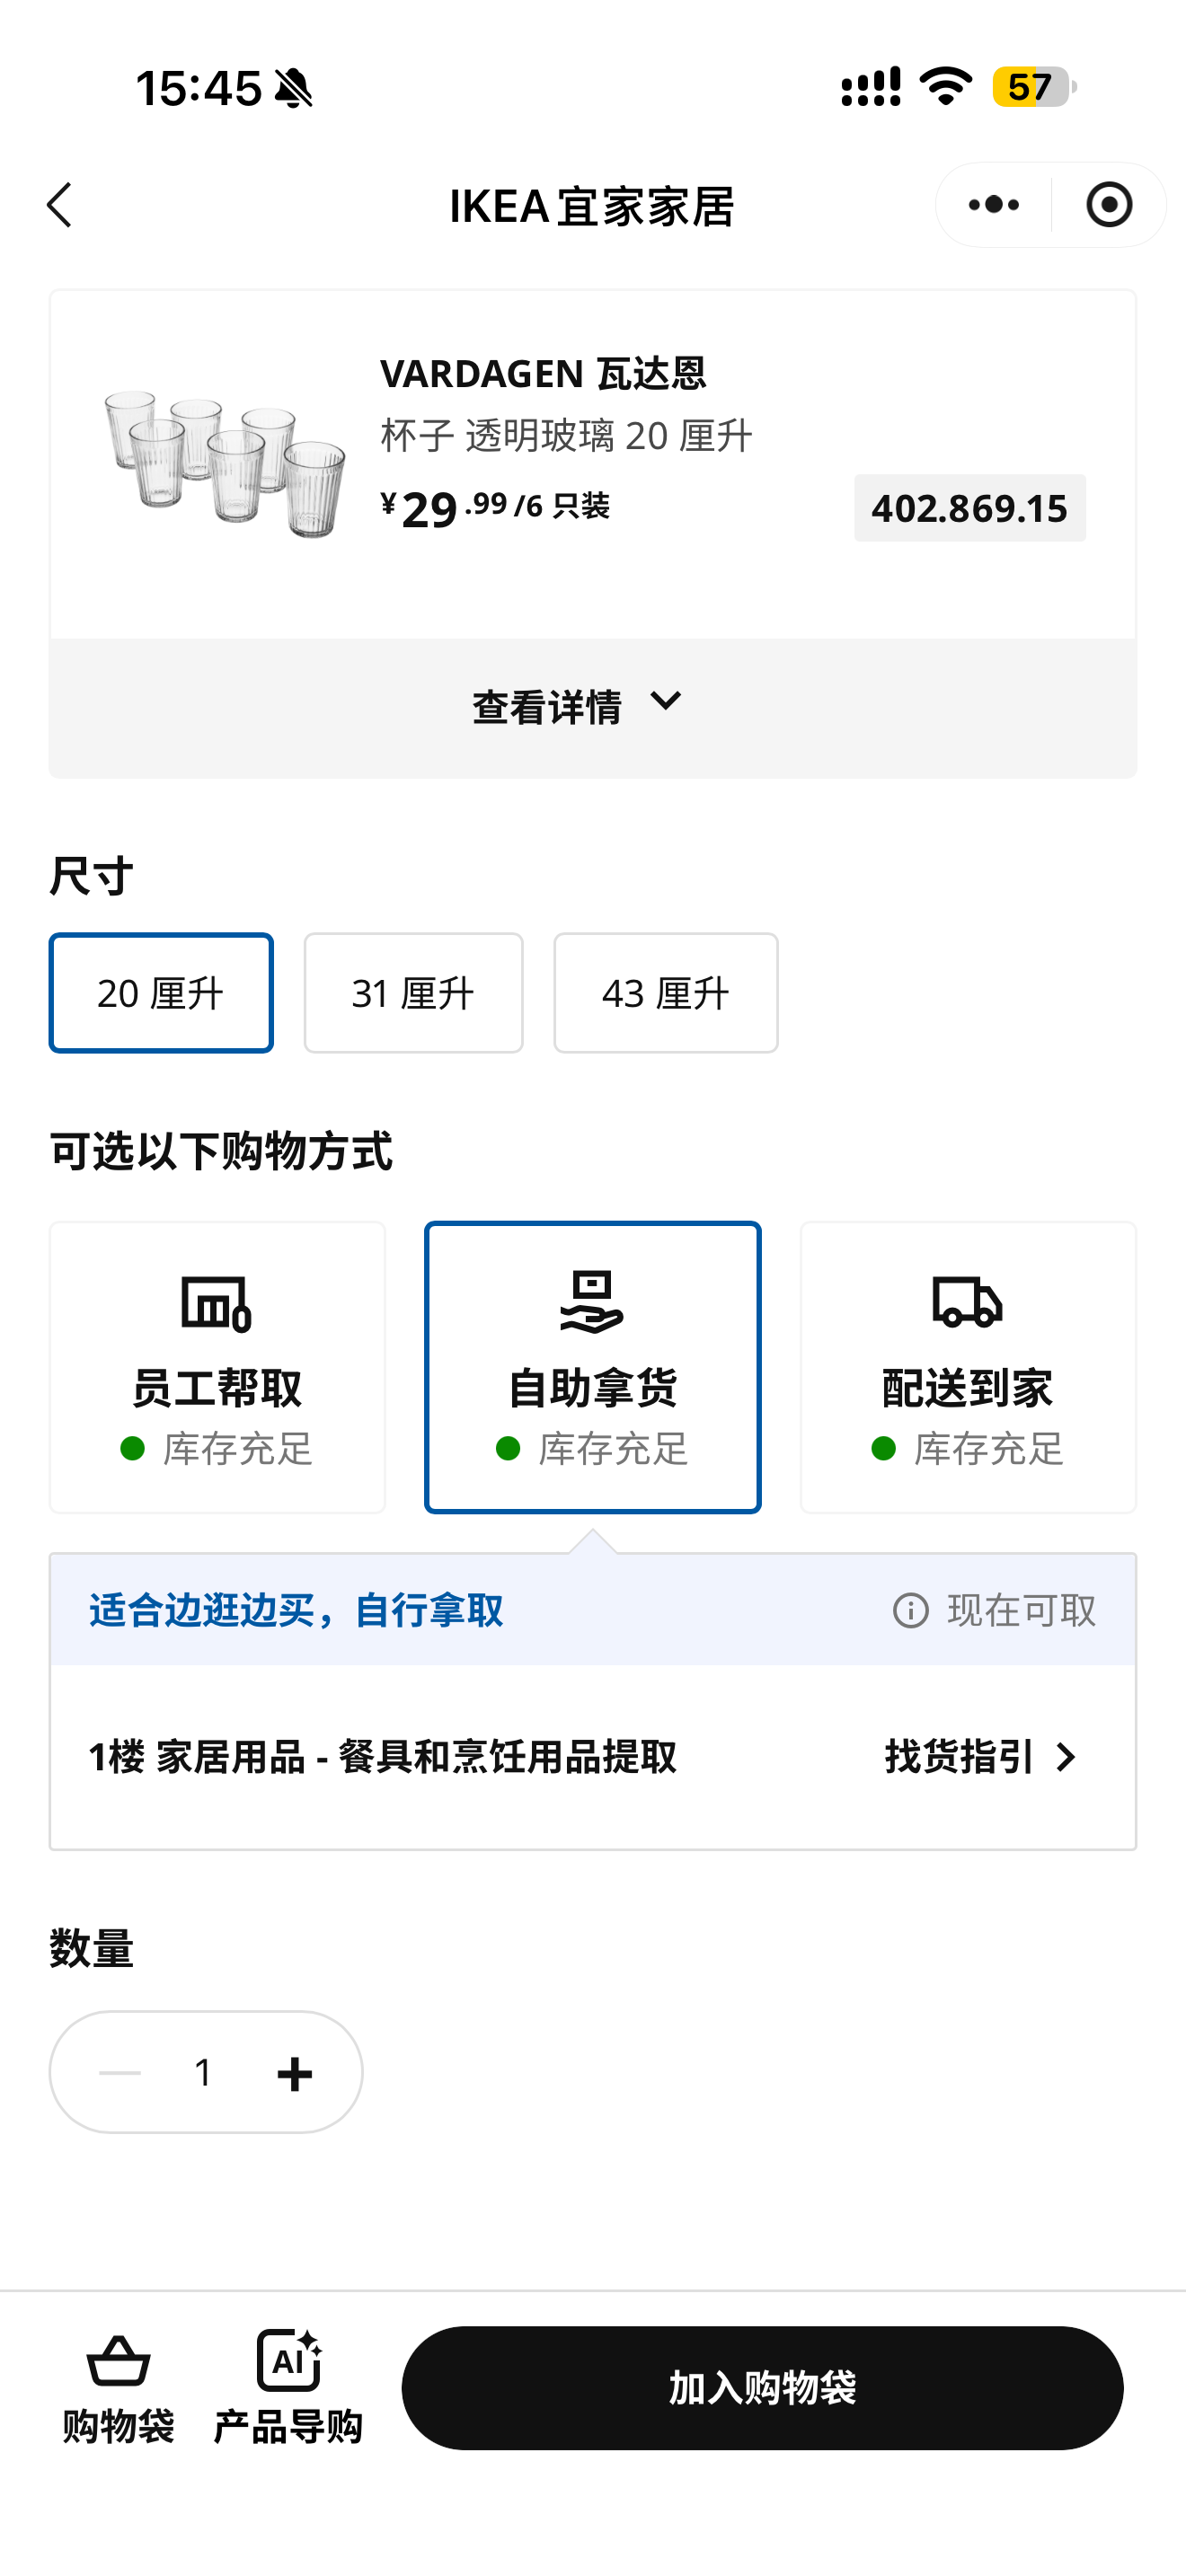 15:45
57
IKEA宜家家居
VARDAGEN 瓦达恩
杯子 透明玻璃 20 厘升
¥29.99/6 只装
402.869.15
查看详情
尺寸
20 厘升
31 厘升
43 厘升
可选以下购物方式
员工帮取
库存充足
自助拿货
库存充足
配送到家
库存充足
适合边逛边买，自行拿取
现在可取
1楼 家居用品 - 餐具和烹饪用品提取
找货指引
数量
1
购物袋
AI
产品导购
加入购物袋